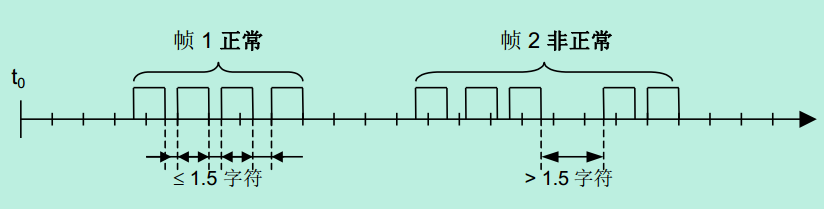 帧 1 正常
帧 2 非正常
t₀
≤ 1.5 字符
> 1.5 字符